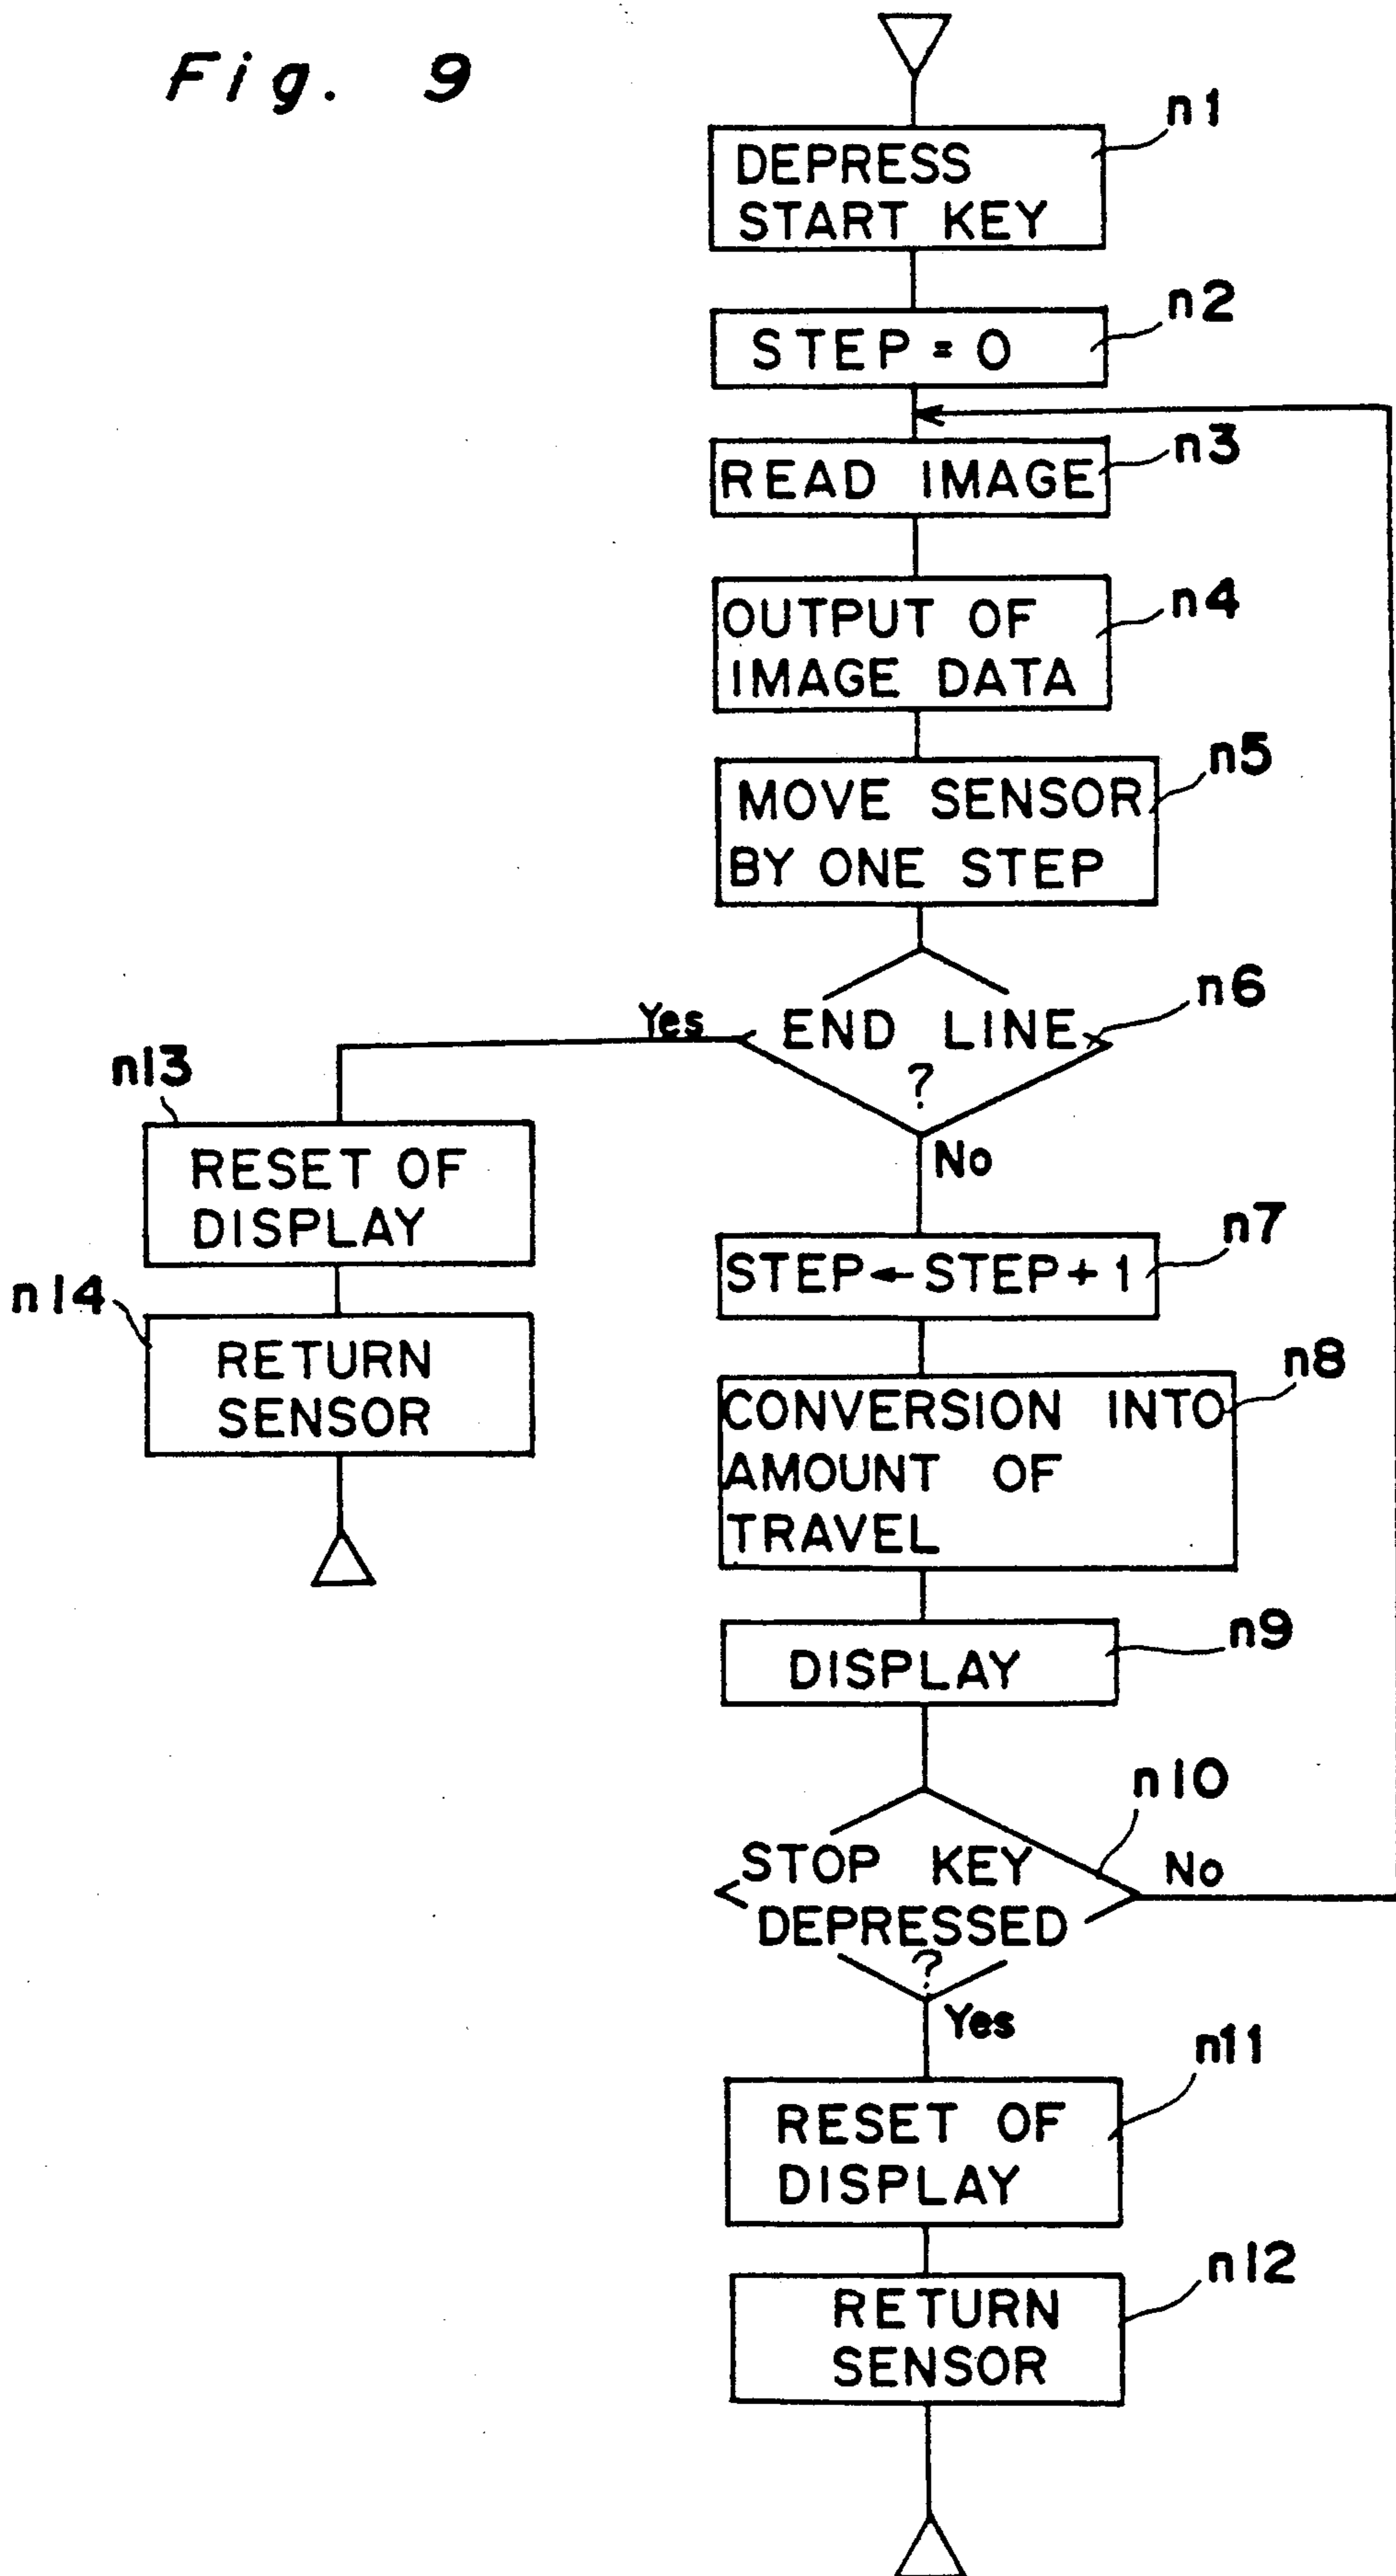 Fig. 9
n1
DEPRESS
START KEY
n2
STEP = 0
n3
READ IMAGE
n4
OUTPUT OF
IMAGE DATA
n5
MOVE SENSOR
BY ONE STEP
n6
END LINE
?
Yes
No
n13
RESET OF
DISPLAY
n14
RETURN
SENSOR
n7
STEP ← STEP + 1
n8
CONVERSION INTO
AMOUNT OF
TRAVEL
n9
DISPLAY
n10
STOP KEY
DEPRESSED
?
No
Yes
n11
RESET OF
DISPLAY
n12
RETURN
SENSOR